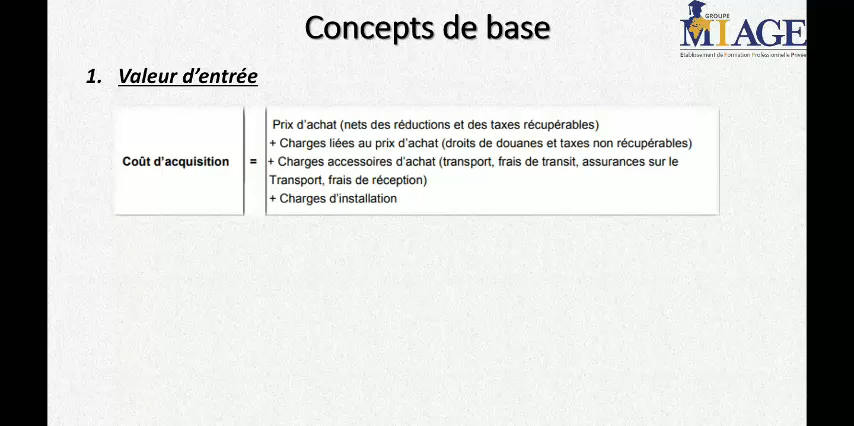 Concepts de base
GROUPE
MIAGE
Etablissement de Formation Professionnelle Privée
1. Valeur d'entrée
Prix d'achat (nets des réductions et des taxes récupérables)
+ Charges liées au prix d'achat (droits de douanes et taxes non récupérables)
Coût d'acquisition = + Charges accessoires d'achat (transport, frais de transit, assurances sur le
Transport, frais de réception)
+ Charges d'installation